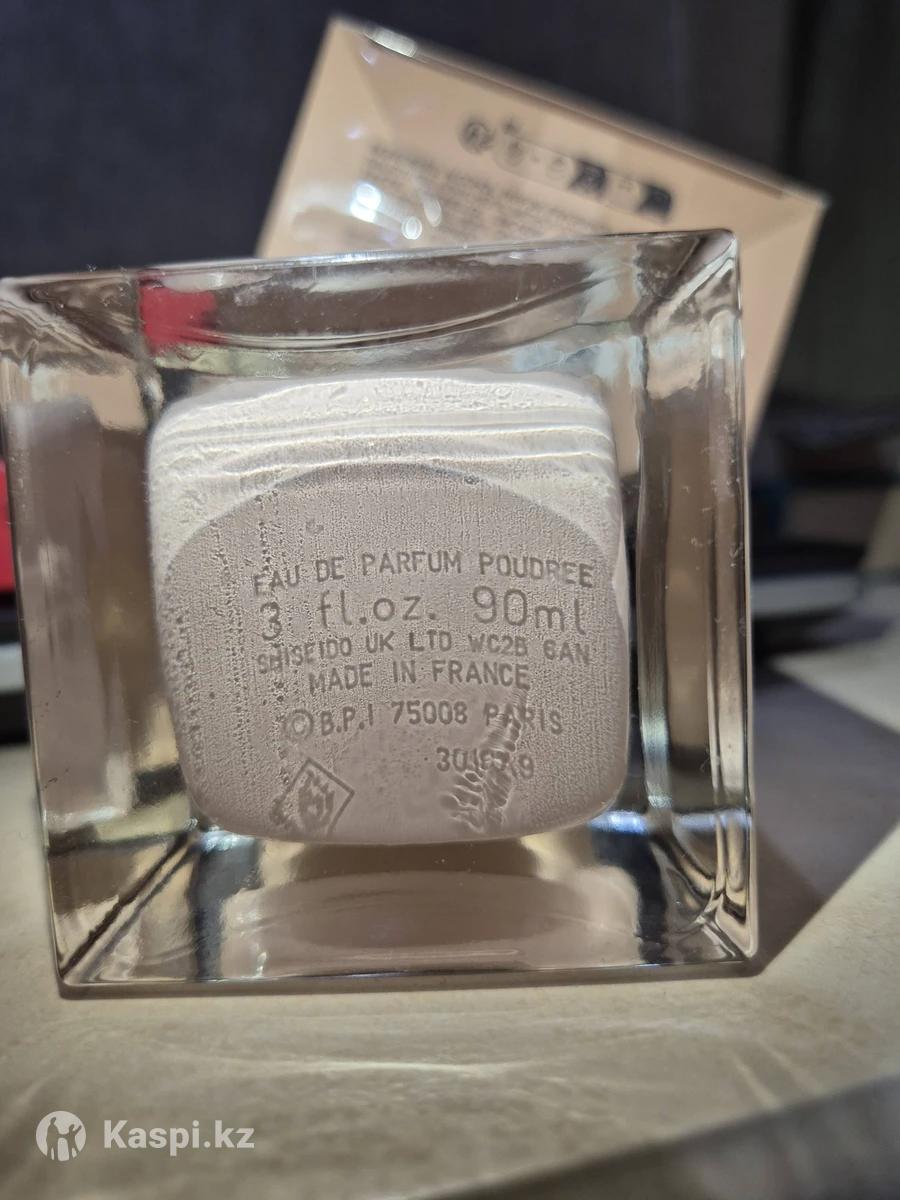 EAU DE PARFUM POUDREE
3 fl.oz. 90ml
SHISEIDO UK LTD WC2B 6AN
MADE IN FRANCE
©B.P.I 75008 PARIS
Kaspi.kz